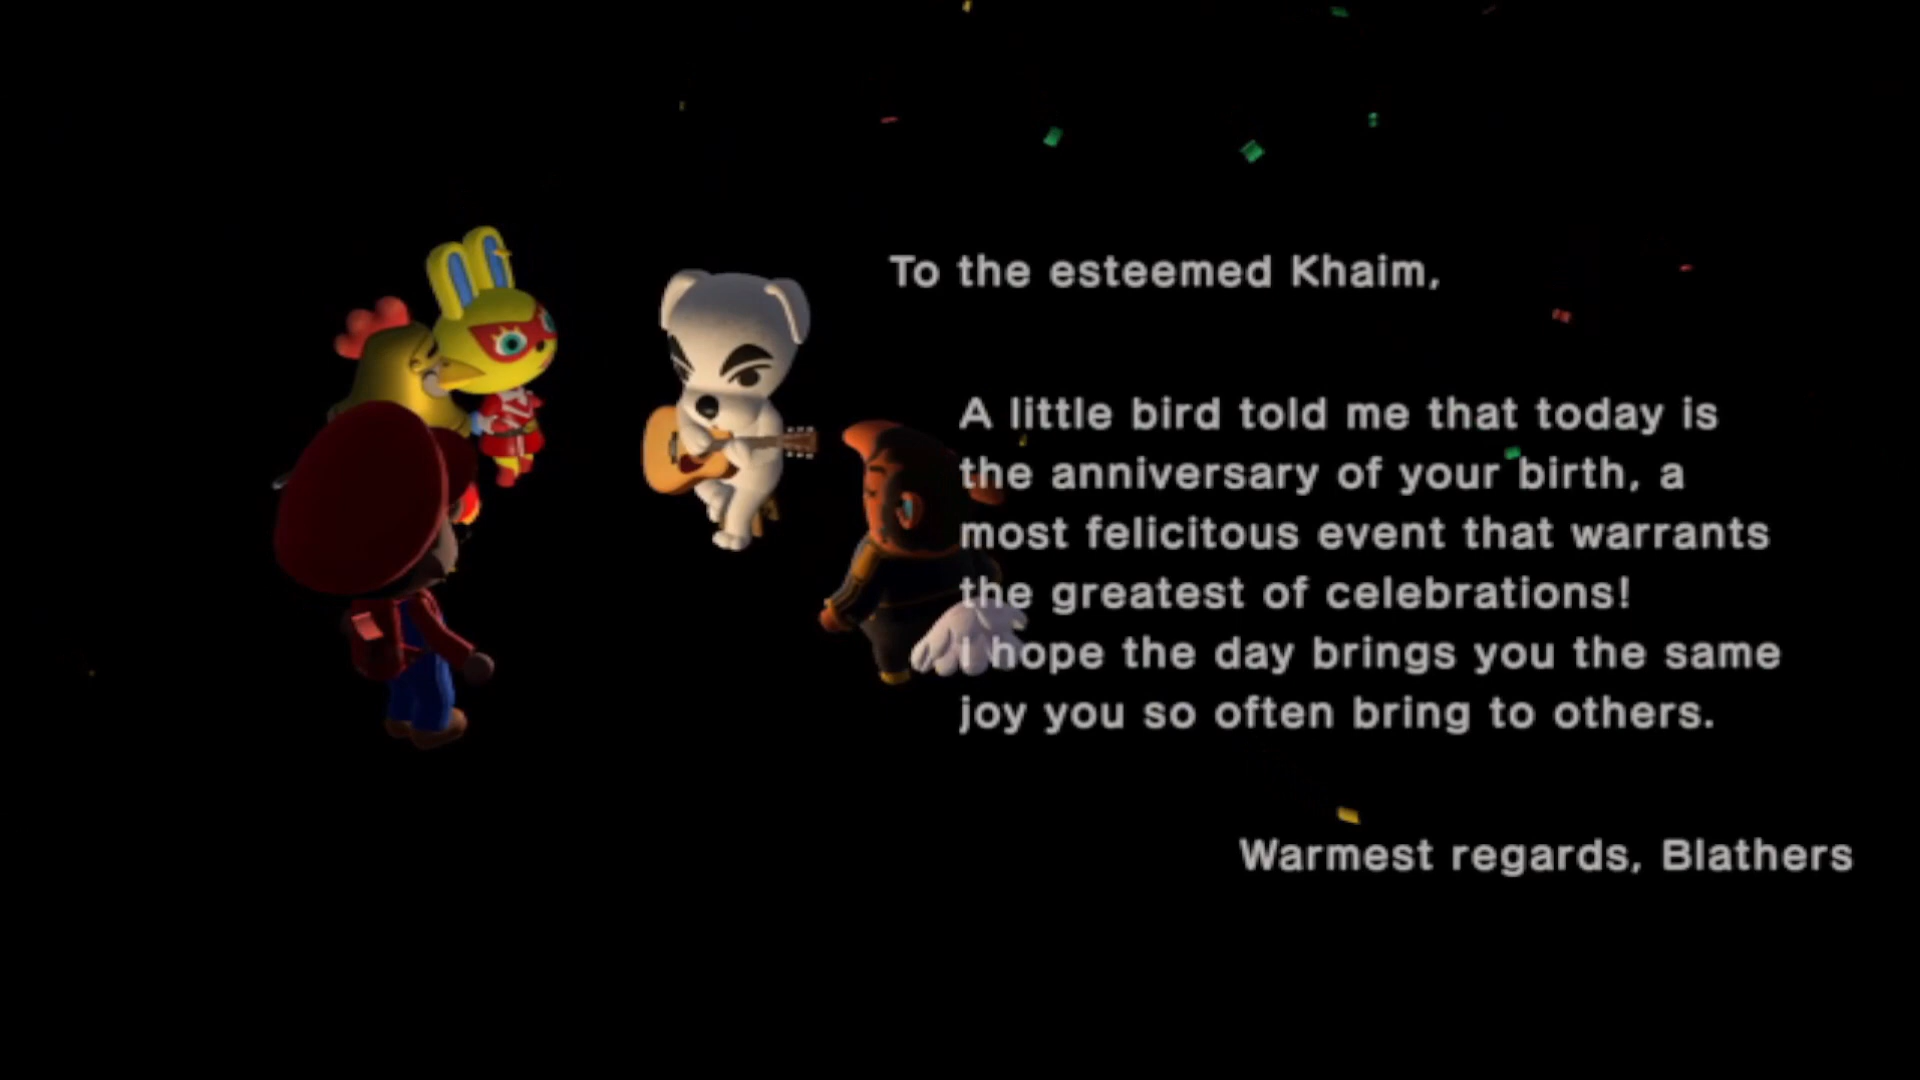 To the esteemed Khaim,
A little bird told me that today is
the anniversary of your birth, a
most felicitous event that warrants
the greatest of celebrations!
I hope the day brings you the same
joy you so often bring to others.
Warmest regards, Blathers